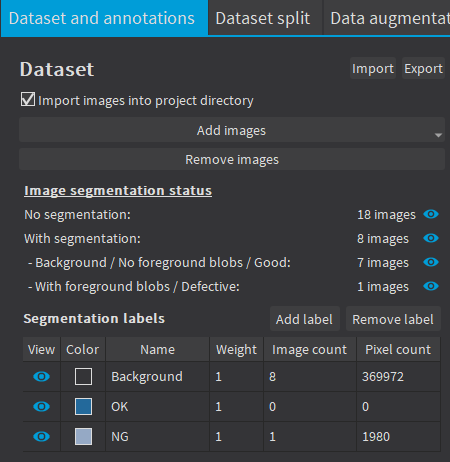 Dataset and annotations Dataset split Data augmentat
Dataset Import Export
Import images into project directory
Add images
Remove images
Image segmentation status
No segmentation: 18 images
With segmentation: 8 images
- Background / No foreground blobs / Good: 7 images
- With foreground blobs / Defective: 1 images
Segmentation labels Add label Remove label
View Color Name Weight Image count Pixel count
Background 1 8 369972
OK 1 0 0
NG 1 1 1980